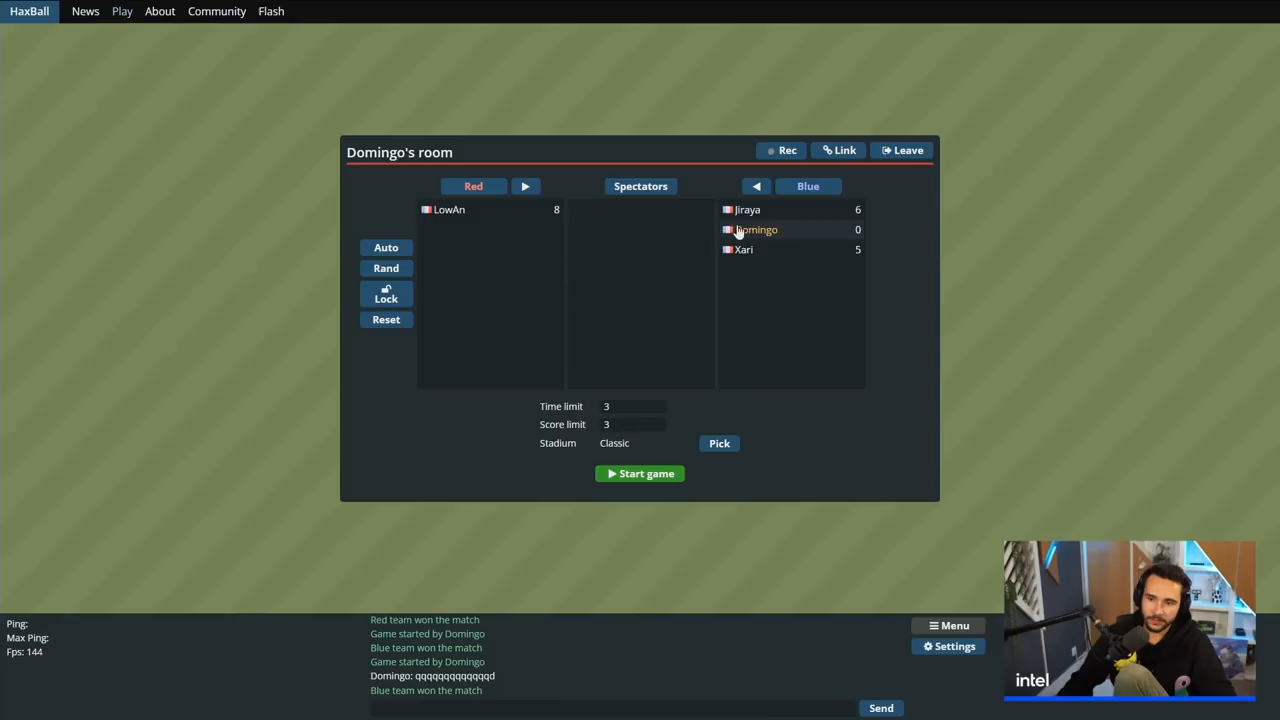 HaxBall News Play About Community Flash
Domingo's room Rec Link Leave
Red Spectators Blue
LowAn 8
Jiraya 6
Domingo 0
Xari 5
Auto
Rand
Lock
Reset
Time limit 3
Score limit 3
Stadium Classic Pick
Start game
Ping:
Max Ping:
Fps: 144
Red team won the match
Game started by Domingo
Blue team won the match
Game started by Domingo
Domingo: qqqqqqqqqqqqqd
Blue team won the match
Send
Menu
Settings
intel